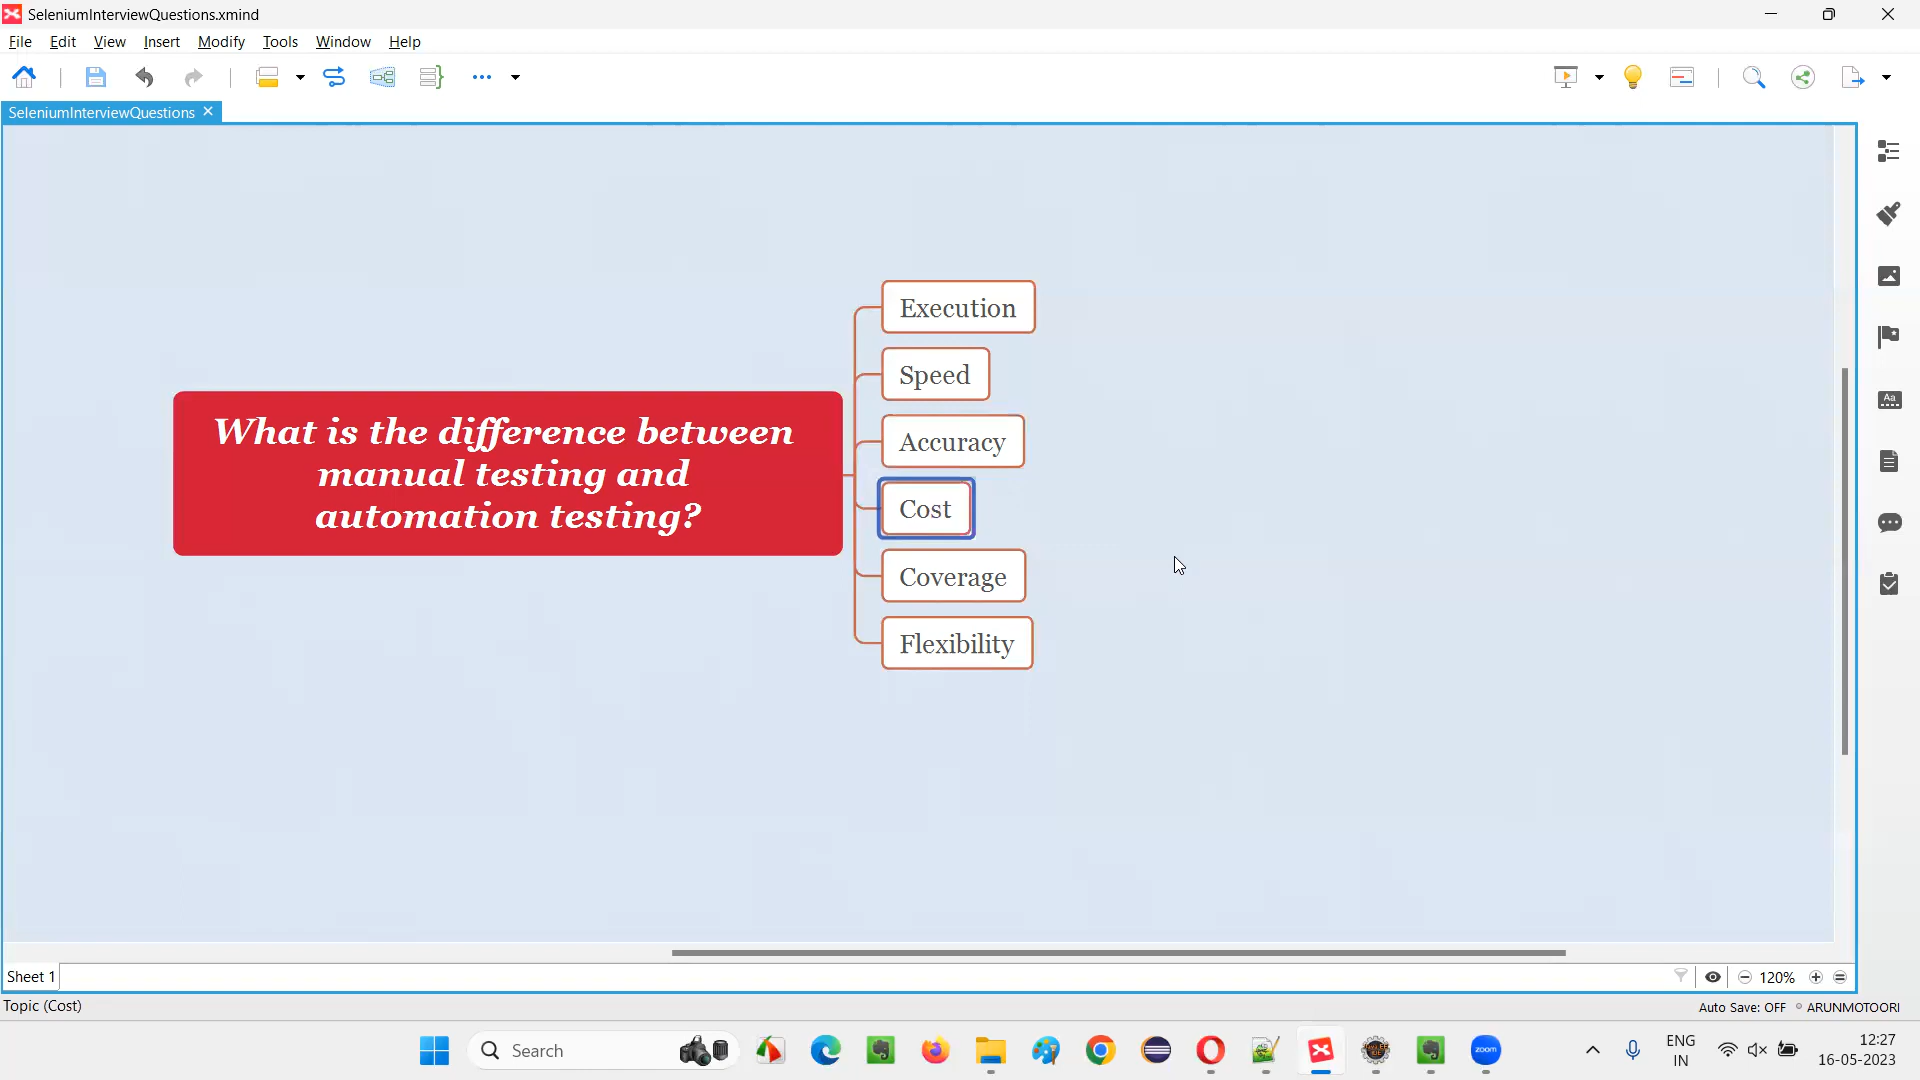 SeleniumInterviewQuestions.xmind
File Edit View Insert Modify Tools Window Help
SeleniumInterviewQuestions
What is the difference between
manual testing and
automation testing?
Execution
Speed
Accuracy
Cost
Coverage
Flexibility
Aa
Sheet 1
120%
Topic (Cost)
Auto Save: OFF ARUNMOTOORI
Search
zoom
ENG
IN
12:27
16-05-2023